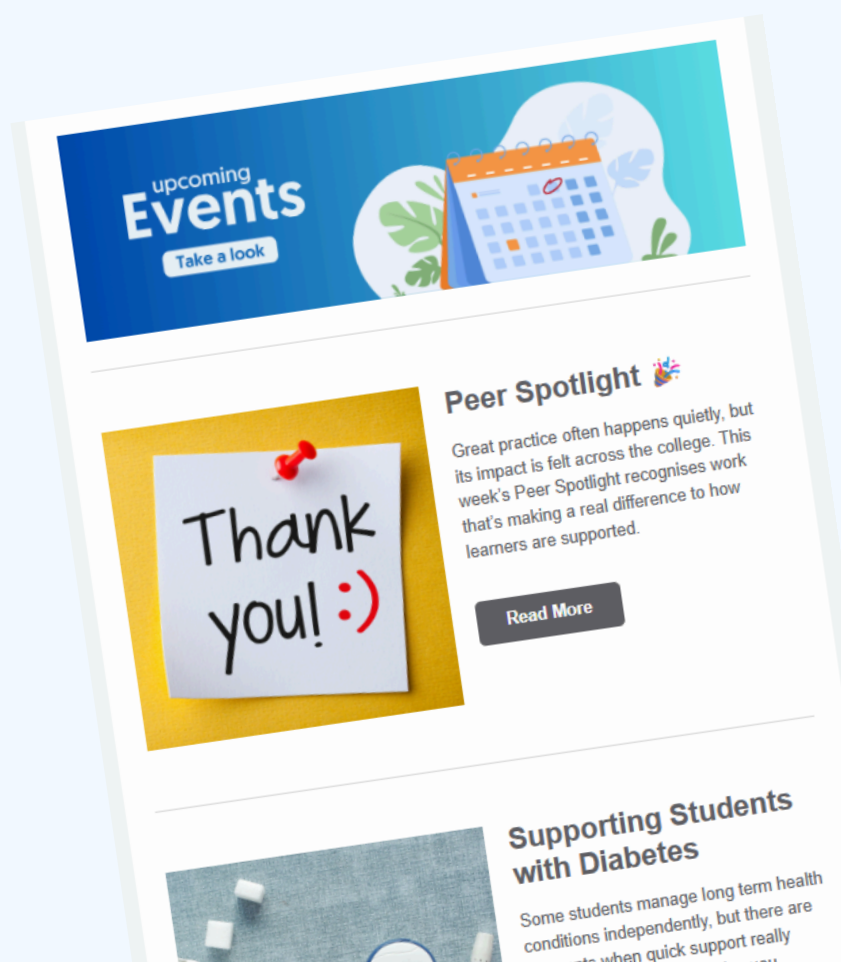 upcoming
Events
Take a look
Peer Spotlight 🎉
Great practice often happens quietly, but
its impact is felt across the college. This
week's Peer Spotlight recognises work
that's making a real difference to how
learners are supported.
Thank
you! :)
Read More
Supporting Students
with Diabetes
Some students manage long term health
conditions independently, but there are
when quick support really